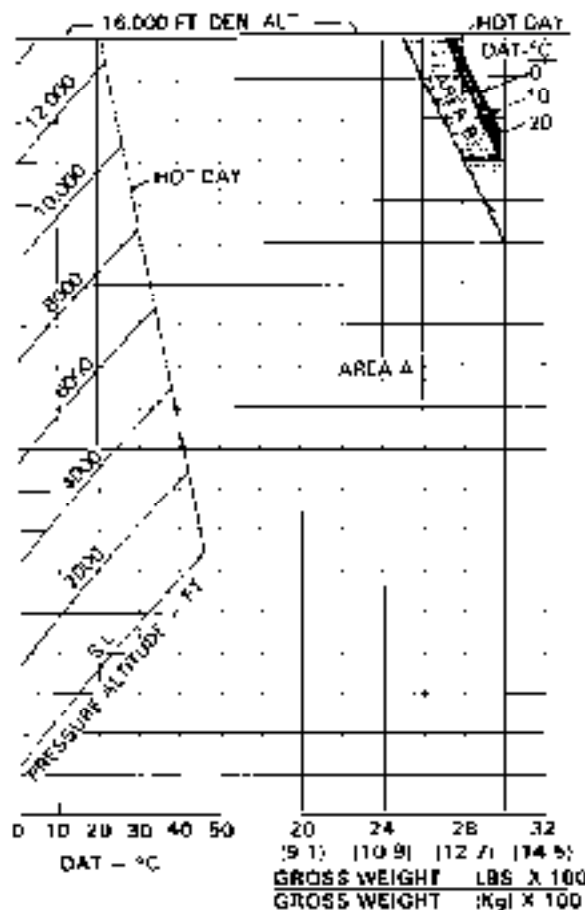 16,000 FT DEN. ALT
HOT DAY
OAT-°C
0
10
20
12,000
10,000
8000
6000
4000
2000
S.L.
HOT DAY
AREA B
AREA A
PRESSURE ALTITUDE - FT
0 10 20 30 40 50
OAT - °C
20 24 28 32
(9.1) (10.9) (12.7) (14.5)
GROSS WEIGHT LBS X 100
GROSS WEIGHT (Kg) X 100